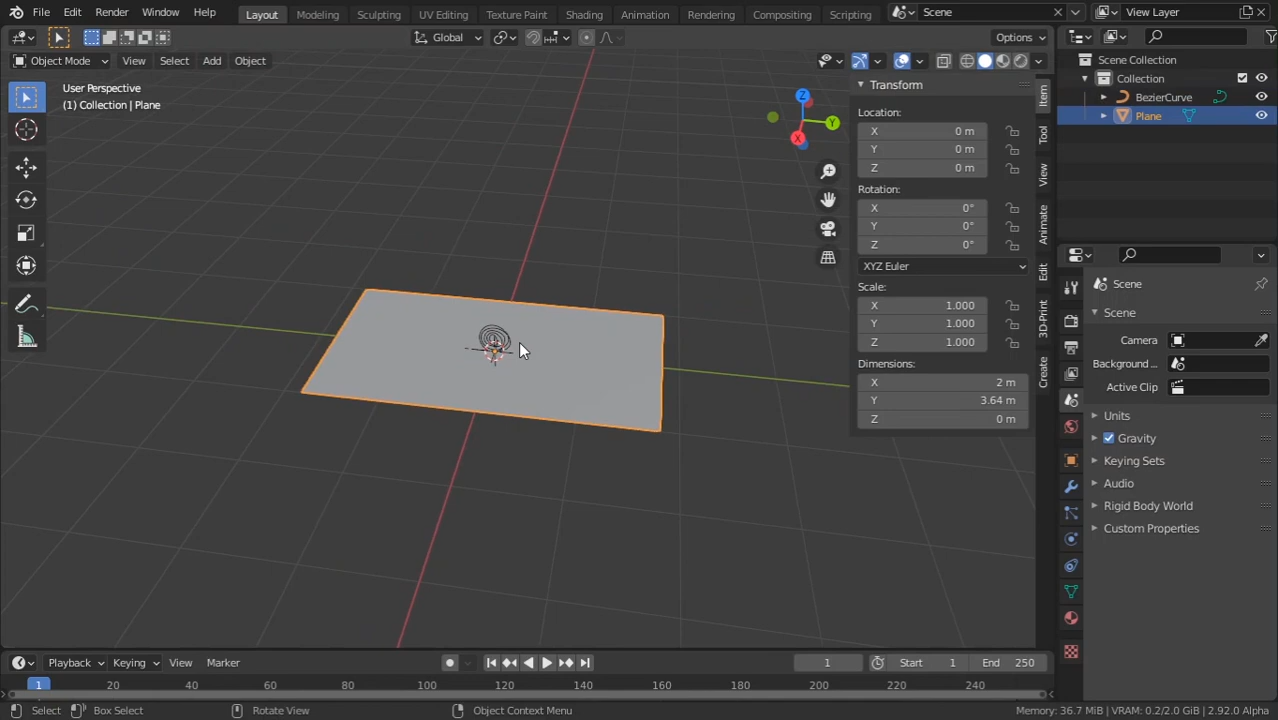 File Edit Render Window Help Layout Modeling Sculpting UV Editing Texture Paint Shading Animation Rendering Compositing Scripting Scene View Layer
Global Options
Object Mode View Select Add Object
User Perspective
(1) Collection | Plane
Z
Y
X
Transform
Location:
X 0 m
Y 0 m
Z 0 m
Rotation:
X 0°
Y 0°
Z 0°
XYZ Euler
Scale:
X 1.000
Y 1.000
Z 1.000
Dimensions:
X 2 m
Y 3.64 m
Z 0 m
Item
Tool
View
Animate
Edit
3D-Print
Create
Scene Collection
Collection
BezierCurve
Plane
Scene
Scene
Camera
Background ...
Active Clip
Units
Gravity
Keying Sets
Audio
Rigid Body World
Custom Properties
Playback Keying View Marker 1 Start 1 End 250
1 20 40 60 80 100 120 140 160 180 200 220 240
Select Box Select Rotate View Object Context Menu Memory: 36.7 MiB | VRAM: 0.2/2.0 GiB | 2.92.0 Alpha